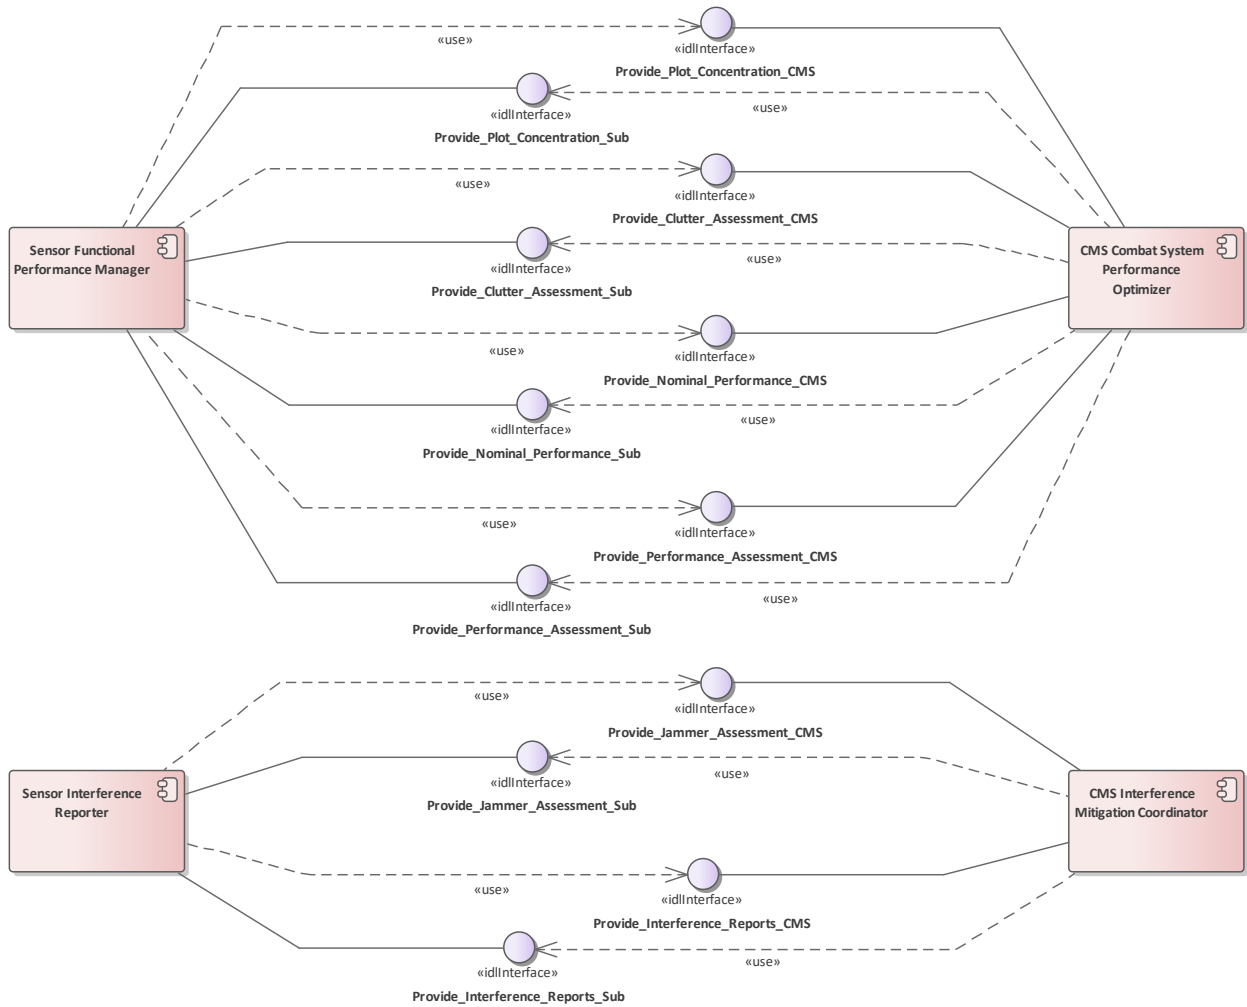 «use»
«idlInterface»
Provide_Plot_Concentration_CMS
«use»
«idlInterface»
Provide_Plot_Concentration_Sub
«use»
«idlInterface»
Provide_Clutter_Assessment_CMS
Sensor Functional
Performance Manager
«use»
«idlInterface»
Provide_Clutter_Assessment_Sub
CMS Combat System
Performance
Optimizer
«use»
«idlInterface»
Provide_Nominal_Performance_CMS
«use»
«idlInterface»
Provide_Nominal_Performance_Sub
«use»
«idlInterface»
Provide_Performance_Assessment_CMS
«use»
«idlInterface»
Provide_Performance_Assessment_Sub
«use»
«idlInterface»
Provide_Jammer_Assessment_CMS
«use»
«idlInterface»
Provide_Jammer_Assessment_Sub
Sensor Interference
Reporter
CMS Interference
Mitigation Coordinator
«use»
«idlInterface»
Provide_Interference_Reports_CMS
«use»
«idlInterface»
Provide_Interference_Reports_Sub